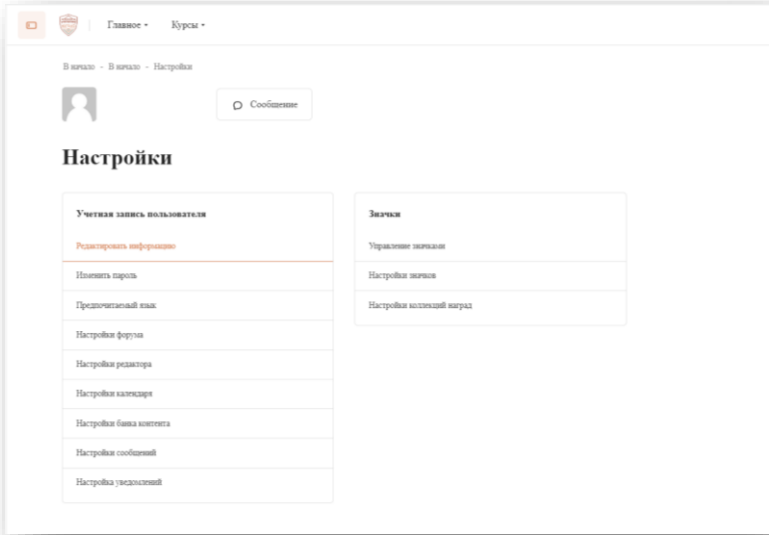 Главное Курсы
В начало - В начало - Настройки
Сообщение
Настройки
Учетная запись пользователя
Редактировать информацию
Изменить пароль
Предпочитаемый язык
Настройки форума
Настройки редактора
Настройки календаря
Настройки банка контента
Настройки сообщений
Настройка уведомлений
Значки
Управление значками
Настройки значков
Настройки коллекций наград